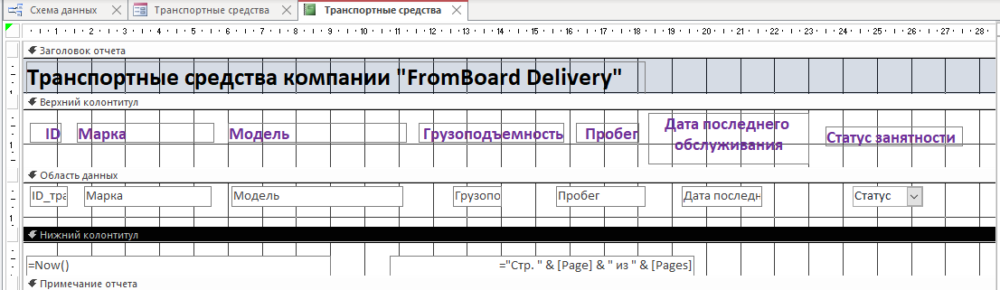 Схема данных Транспортные средства Транспортные средства
1 2 3 4 5 6 7 8 9 10 11 12 13 14 15 16 17 18 19 20 21 22 23 24 25 26 27 28
Заголовок отчета
Транспортные средства компании "FromBoard Delivery"
1
Верхний колонтитул
ID Марка Модель Грузоподъемность Пробег Дата последнего обслуживания Статус занятности
1
Область данных
ID_тра Марка Модель Грузопо Пробег Дата последн Статус
1
Нижний колонтитул
=Now() ="Стр. " & [Page] & " из " & [Pages]
Примечание отчета